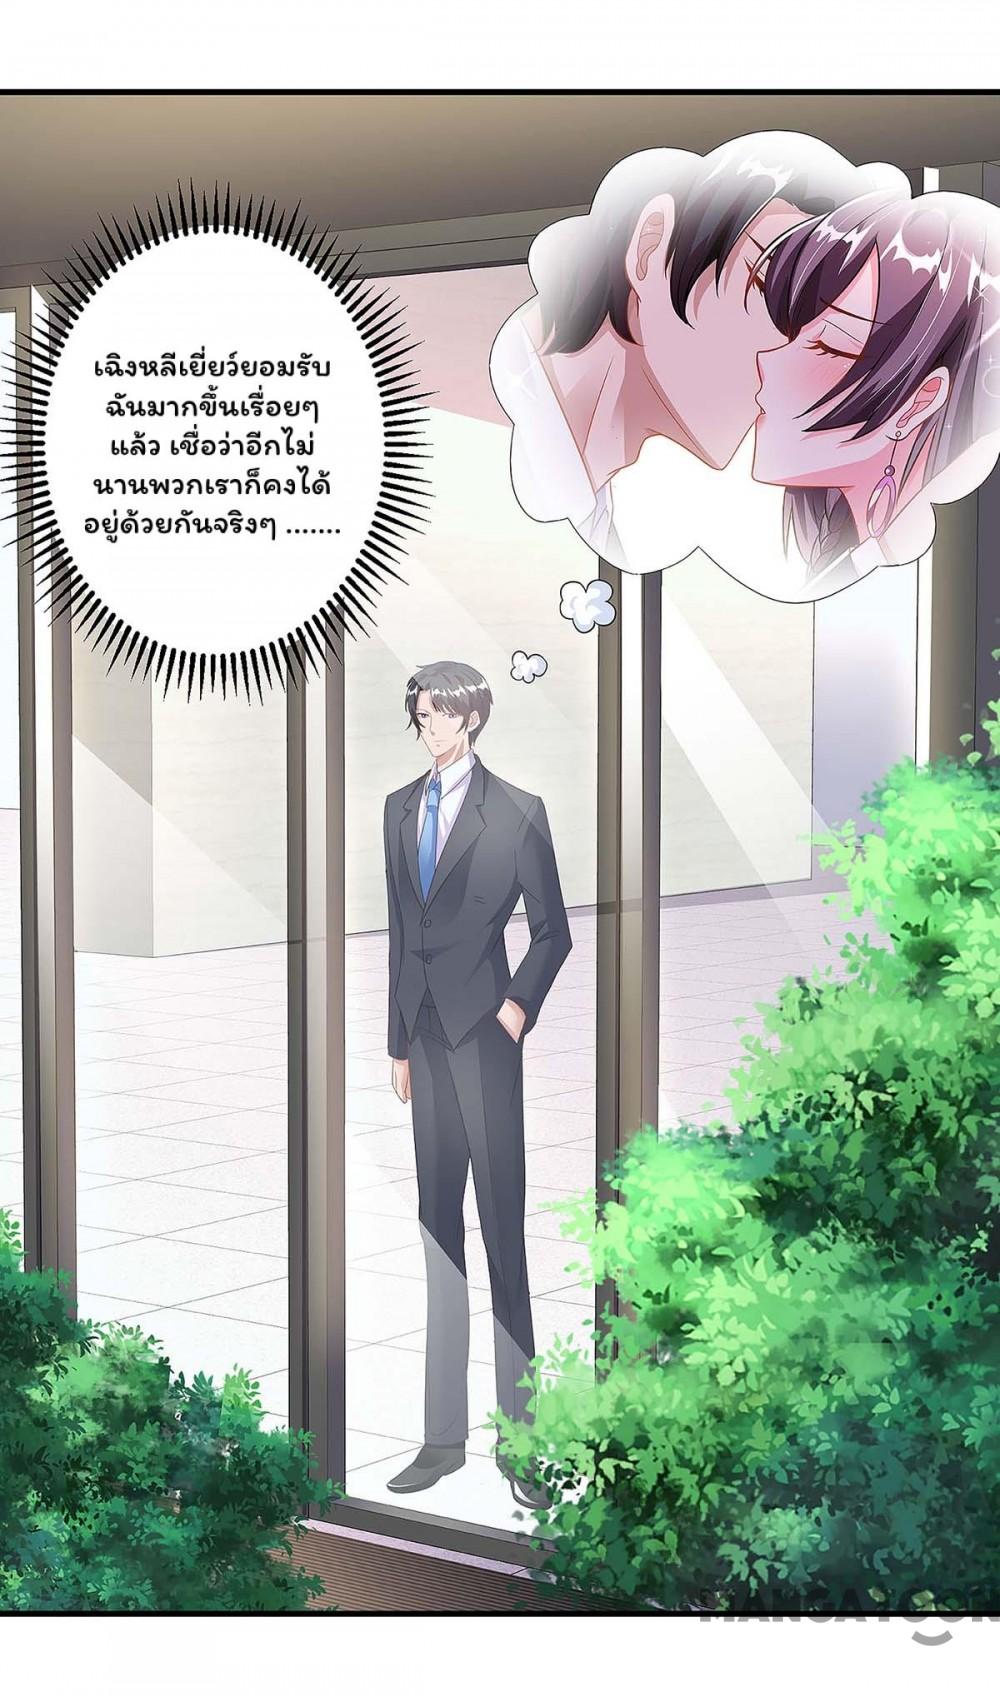 เฉิงหลีเยี่ยว์ยอมรับ
ฉันมากขึ้นเรื่อยๆ
แล้ว เชื่อว่าอีกไม่
นานพวกเราก็คงได้
อยู่ด้วยกันจริงๆ .......
MANGATOON